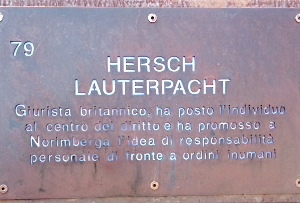 79
HERSCH
LAUTERPACHT
Giurista britannico, ha posto l'individuo
al centro del diritto e ha promosso a
Norimberga l'idea di responsabilità
personale di fronte a ordini inumani